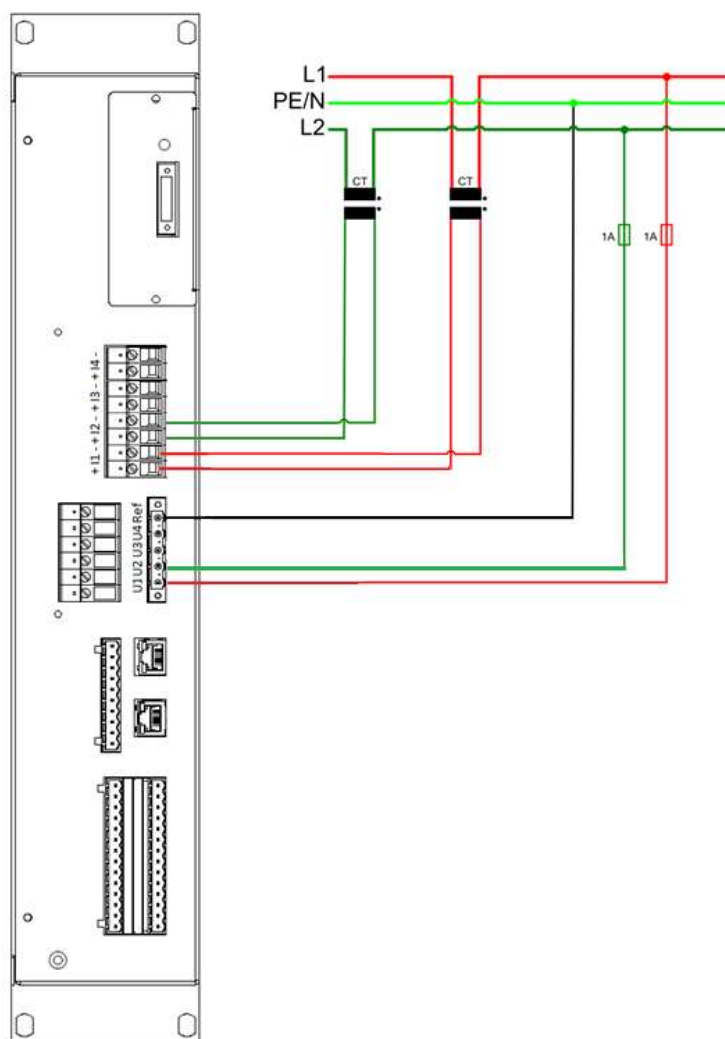 L1
PE/N
L2
CT
CT
1A
1A
+ I1 - + I2 - + I3 - + I4 -
U1 U2 U3 U4 Ref